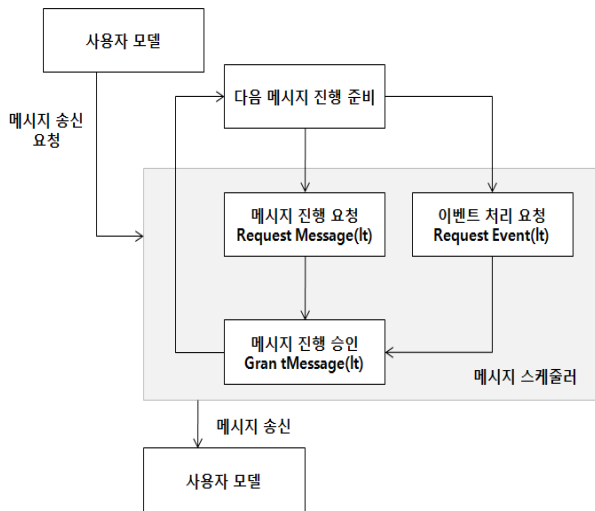 사용자 모델
다음 메시지 진행 준비
메시지 송신
요청
메시지 진행 요청
Request Message(lt)
이벤트 처리 요청
Request Event(lt)
메시지 진행 승인
Gran tMessage(lt)
메시지 스케줄러
메시지 송신
사용자 모델